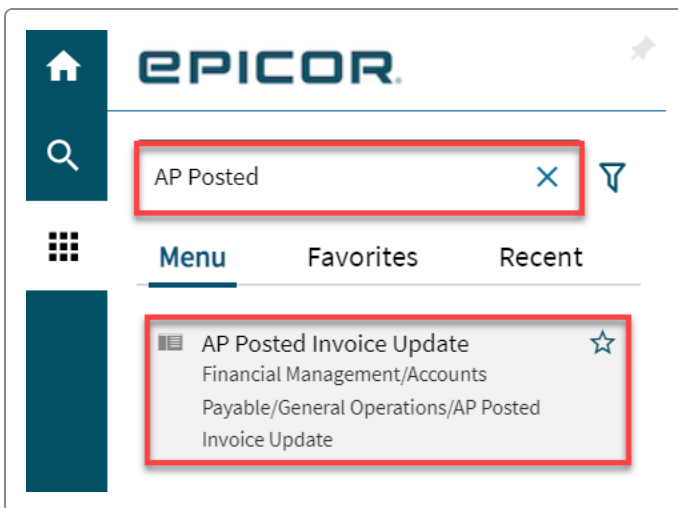 EPICOR.
AP Posted
Menu Favorites Recent
AP Posted Invoice Update
Financial Management/Accounts
Payable/General Operations/AP Posted
Invoice Update